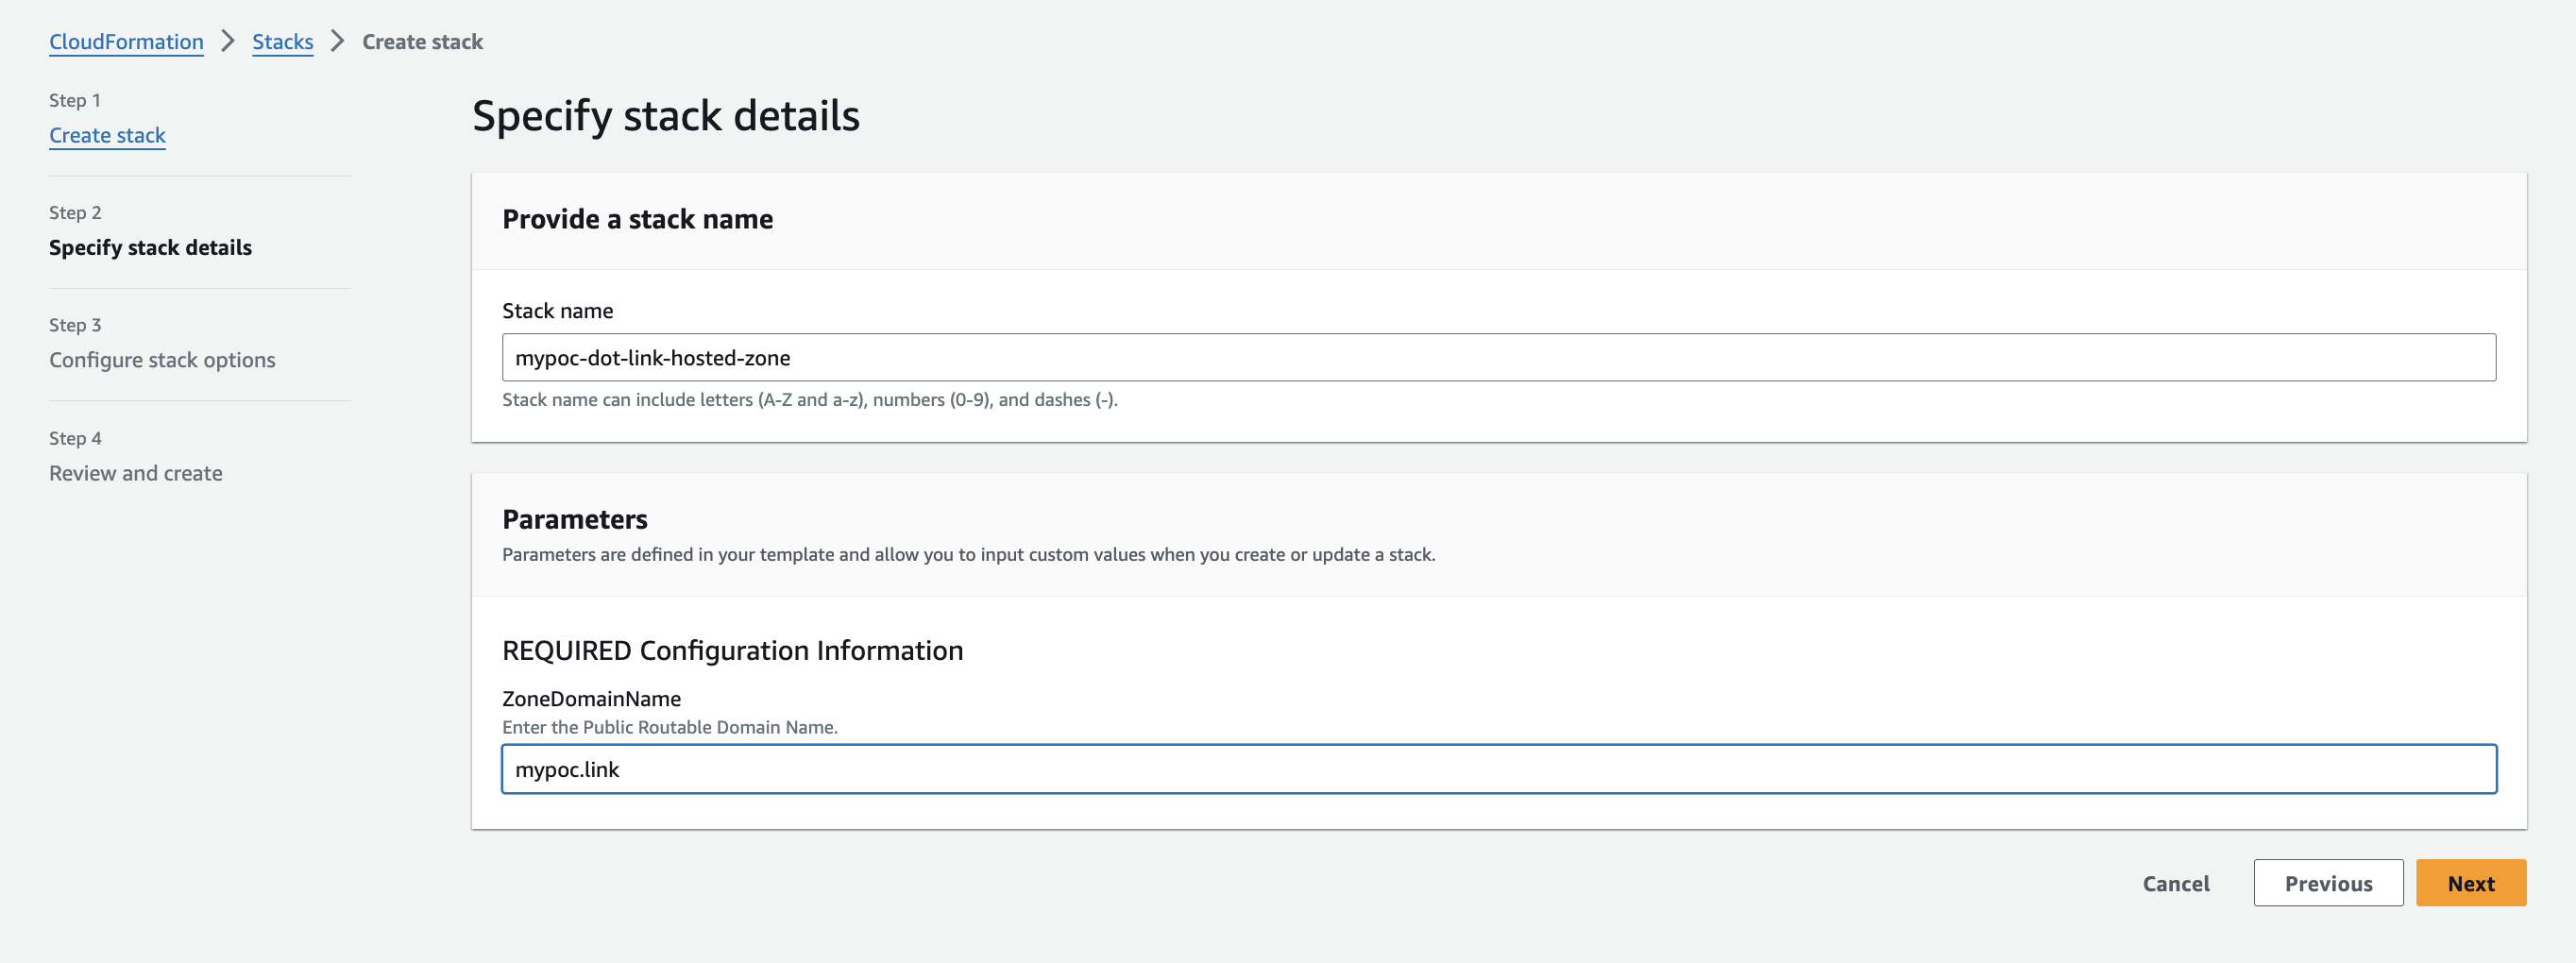 CloudFormation > Stacks > Create stack
Step 1
Create stack
Step 2
Specify stack details
Step 3
Configure stack options
Step 4
Review and create
Specify stack details
Provide a stack name
Stack name
mypoc-dot-link-hosted-zone
Stack name can include letters (A-Z and a-z), numbers (0-9), and dashes (-).
Parameters
Parameters are defined in your template and allow you to input custom values when you create or update a stack.
REQUIRED Configuration Information
ZoneDomainName
Enter the Public Routable Domain Name.
mypoc.link
Cancel Previous Next